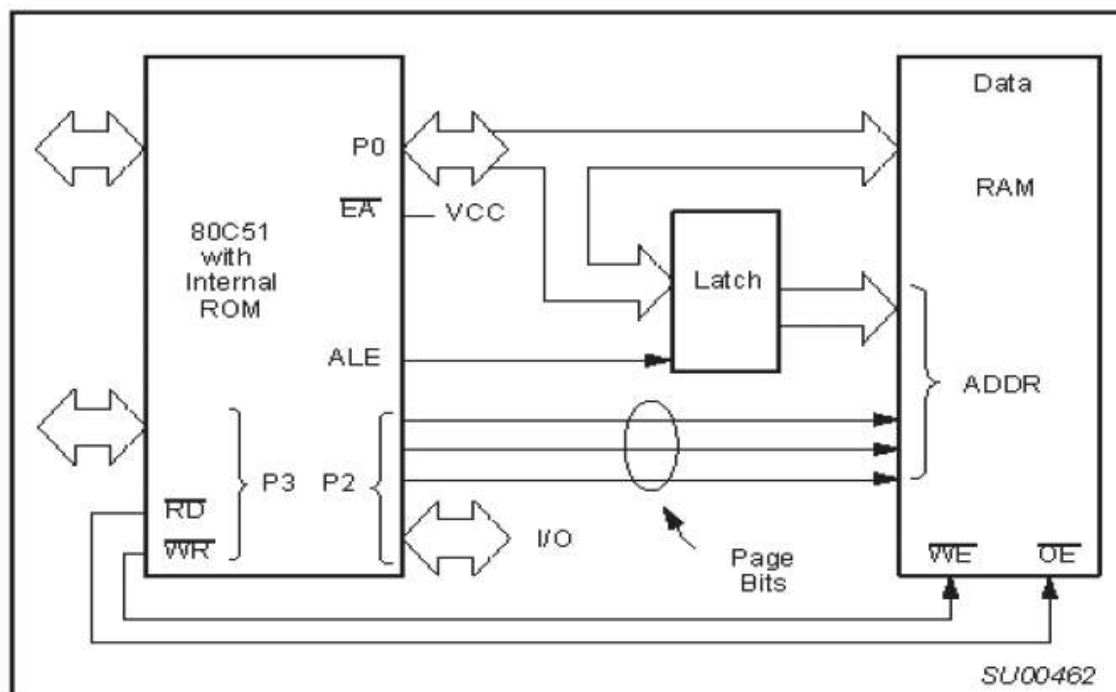 Data
RAM
P0
EA
VCC
80C51
with
Internal
ROM
Latch
ALE
ADDR
P3
P2
RD
WR
I/O
Page
Bits
WE
OE
SU00462